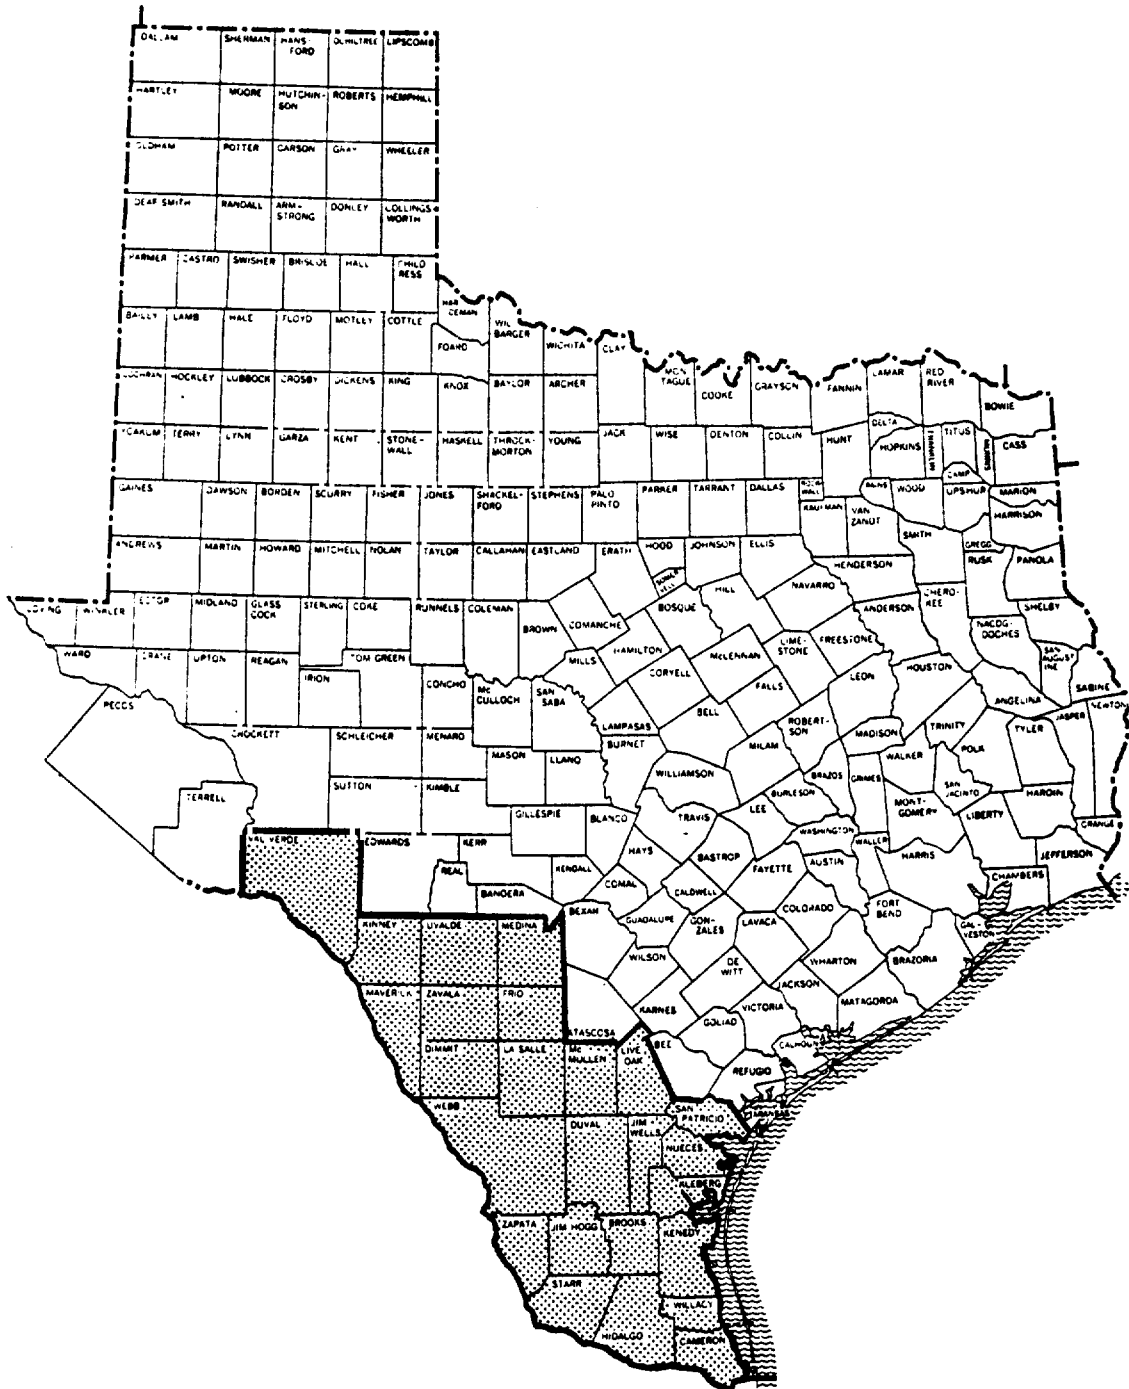 DALLAM SHERMAN HANS-
FORD OCHILTREE LIPSCOMB
HARTLEY MOORE HUTCHIN-
SON ROBERTS HEMPHILL
OLDHAM POTTER CARSON GRAY WHEELER
DEAF SMITH RANDALL ARM-
STRONG DONLEY COLLINGS
WORTH
PARMER CASTRO SWISHER BRISCOE HALL CHILD
RESS
HAR
DEMAN
BAILEY LAMB HALE FLOYD MOTLEY COTTLE
FOARD
WIL
BARGER
WICHITA CLAY
COCHRAN HOCKLEY LUBBOCK CROSBY DICKENS KING KNOX BAYLOR ARCHER
MON
TAGUE
COOKE GRAYSON FANNIN LAMAR RED
RIVER
BOWIE
YOAKUM TERRY LYNN GARZA KENT STONE-
WALL HASKELL THROCK-
MORTON YOUNG JACK WISE DENTON COLLIN HUNT
DELTA
HOPKINS
FRANKLIN
TITUS
MORRIS
CASS
CAMP
GAINES DAWSON BORDEN SCURRY FISHER JONES SHACKEL-
FORD STEPHENS PALO
PINTO PARKER TARRANT DALLAS ROCK
WALL
RAINS WOOD UPSHUR MARION
KAUFMAN VAN
ZANDT
SMITH
HARRISON
GREGG
ANDREWS MARTIN HOWARD MITCHELL NOLAN TAYLOR CALLAHAN EASTLAND ERATH HOOD JOHNSON ELLIS
HENDERSON
RUSK PANOLA
SOMER
VELL
HILL NAVARRO
LOVING WINKLER ECTOR MIDLAND GLASS
COCK STERLING COKE RUNNELS COLEMAN
BROWN COMANCHE BOSQUE
ANDERSON CHERO-
KEE SHELBY
NACOG-
DOCHES
WARD CRANE UPTON REAGAN IRION TOM GREEN CONCHO
MILLS HAMILTON
McLENNAN LIME-
STONE FREESTONE
CORYELL FALLS LEON HOUSTON
SAN
AUGUST
INE
SABINE
PECOS CROCKETT SCHLEICHER MENARD
Mc
CULLOCH SAN
SABA
LAMPASAS
BELL
ROBERT-
SON MADISON TRINITY
ANGELINA
JASPER NEWTON
TYLER
POLK
WALKER
BURNET
MASON LLANO
MILAM
WILLIAMSON BRAZOS GRIMES
SAN
JACINTO
TERRELL SUTTON KIMBLE
BURLESON
MONT-
GOMERY LIBERTY HARDIN
GILLESPIE BLANCO TRAVIS LEE
WASHINGTON
ORANGE
VAL VERDE EDWARDS KERR
HAYS
BASTROP
WALLER
HARRIS
JEFFERSON
REAL KENDALL
FAYETTE AUSTIN
CHAMBERS
BANDERA
COMAL CALDWELL
BEXAR
GUADALUPE GON-
ZALES LAVACA COLORADO FORT
BEND
GAL-
VESTON
KINNEY UVALDE MEDINA
WILSON DE
WITT WHARTON BRAZORIA
MAVERICK ZAVALA FRIO
JACKSON
MATAGORDA
KARNES
VICTORIA
GOLIAD
ATASCOSA
BEE
CALHOUN
DIMMIT LA SALLE Mc
MULLEN LIVE
OAK
REFUGIO
WEBB
SAN
PATRICIO
ARANSAS
DUVAL JIM
WELLS
NUECES
KLEBERG
ZAPATA JIM HOGG BROOKS KENEDY
STARR
WILLACY
HIDALGO CAMERON